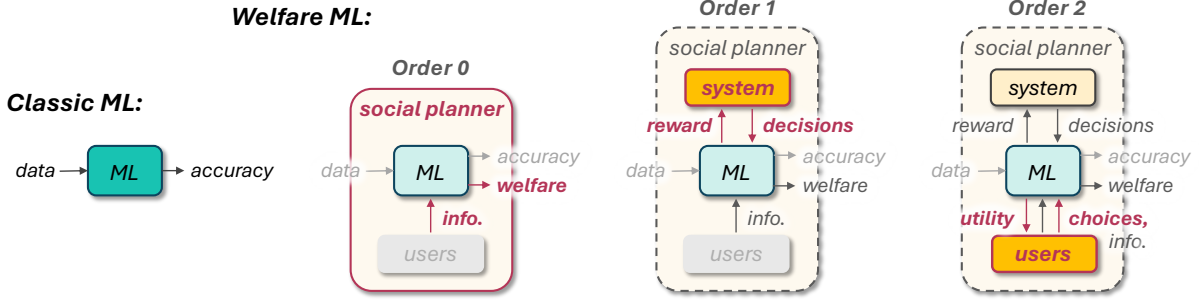 Welfare ML:
Classic ML:
data
ML
accuracy
Order 0
social planner
data
ML
accuracy
welfare
info.
users
Order 1
social planner
system
reward
decisions
data
ML
accuracy
welfare
info.
users
Order 2
social planner
system
reward
decisions
data
ML
accuracy
welfare
utility
choices,
info.
users